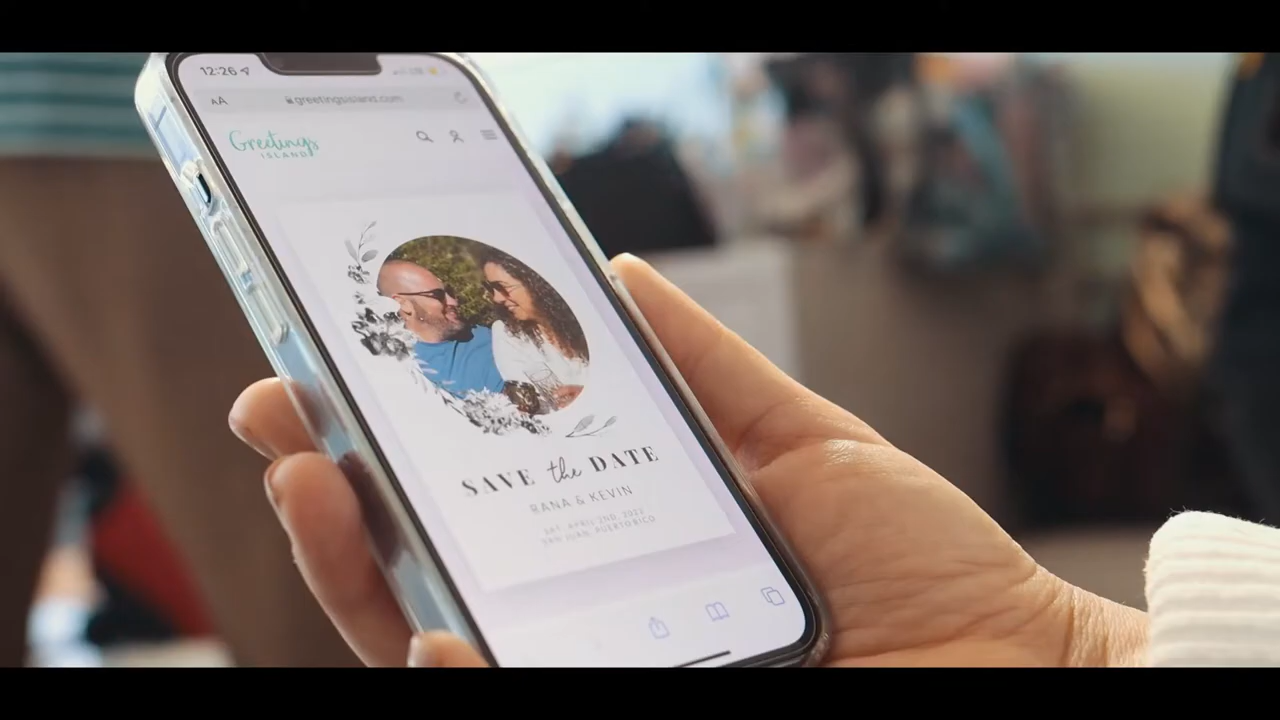 12:26
AA greetingsisland.com
Greetings
ISLAND
SAVE the DATE
RANA & KEVIN
SAT, APRIL 2ND, 2022
SAN JUAN, PUERTO RICO